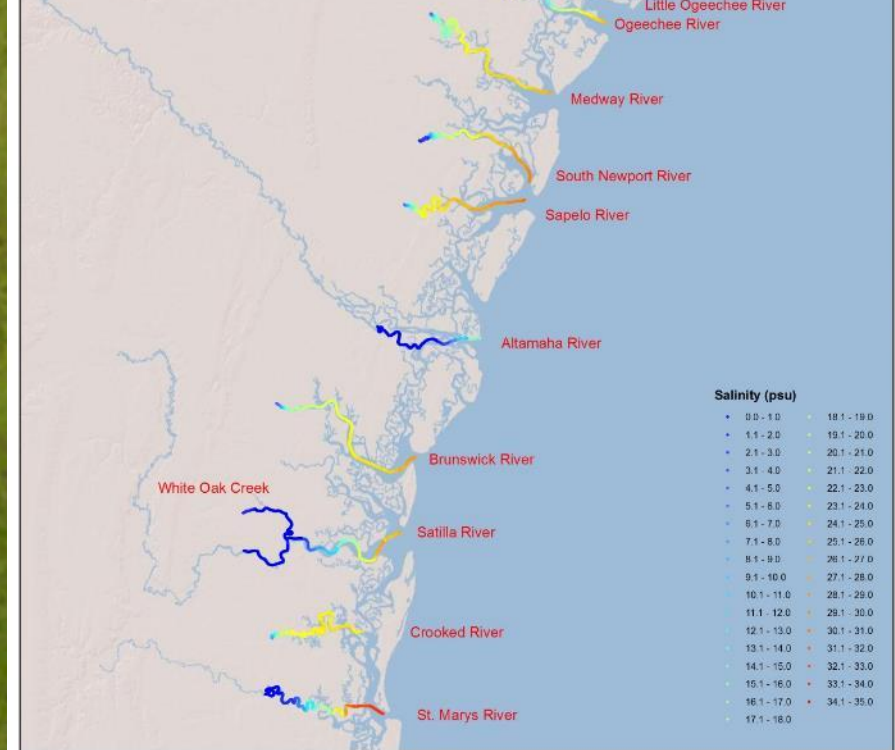 Little Ogeechee River
Ogeechee River
Medway River
South Newport River
Sapelo River
Altamaha River
Brunswick River
White Oak Creek
Satilla River
Crooked River
St. Marys River
Salinity (psu)
0.0 - 1.0
1.1 - 2.0
2.1 - 3.0
3.1 - 4.0
4.1 - 5.0
5.1 - 6.0
6.1 - 7.0
7.1 - 8.0
8.1 - 9.0
9.1 - 10.0
10.1 - 11.0
11.1 - 12.0
12.1 - 13.0
13.1 - 14.0
14.1 - 15.0
15.1 - 16.0
16.1 - 17.0
17.1 - 18.0
18.1 - 19.0
19.1 - 20.0
20.1 - 21.0
21.1 - 22.0
22.1 - 23.0
23.1 - 24.0
24.1 - 25.0
25.1 - 26.0
26.1 - 27.0
27.1 - 28.0
28.1 - 29.0
29.1 - 30.0
30.1 - 31.0
31.1 - 32.0
32.1 - 33.0
33.1 - 34.0
34.1 - 35.0